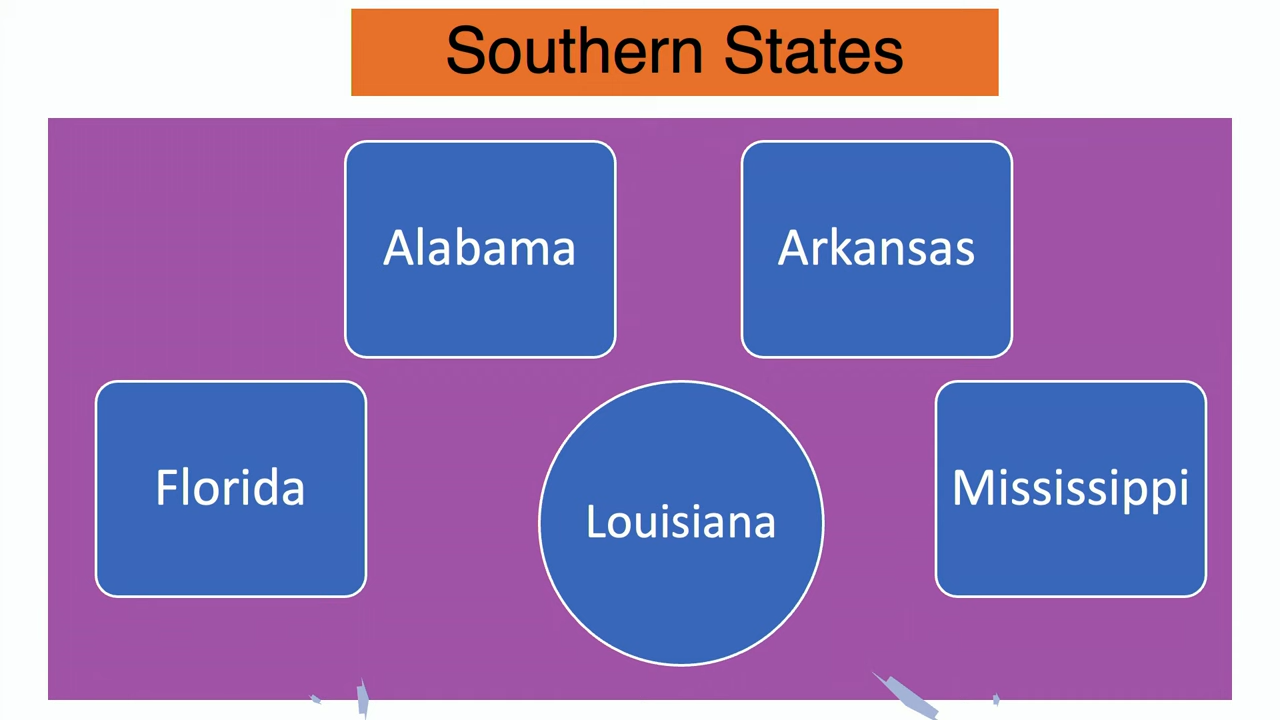 Southern States
Alabama
Arkansas
Florida
Louisiana
Mississippi